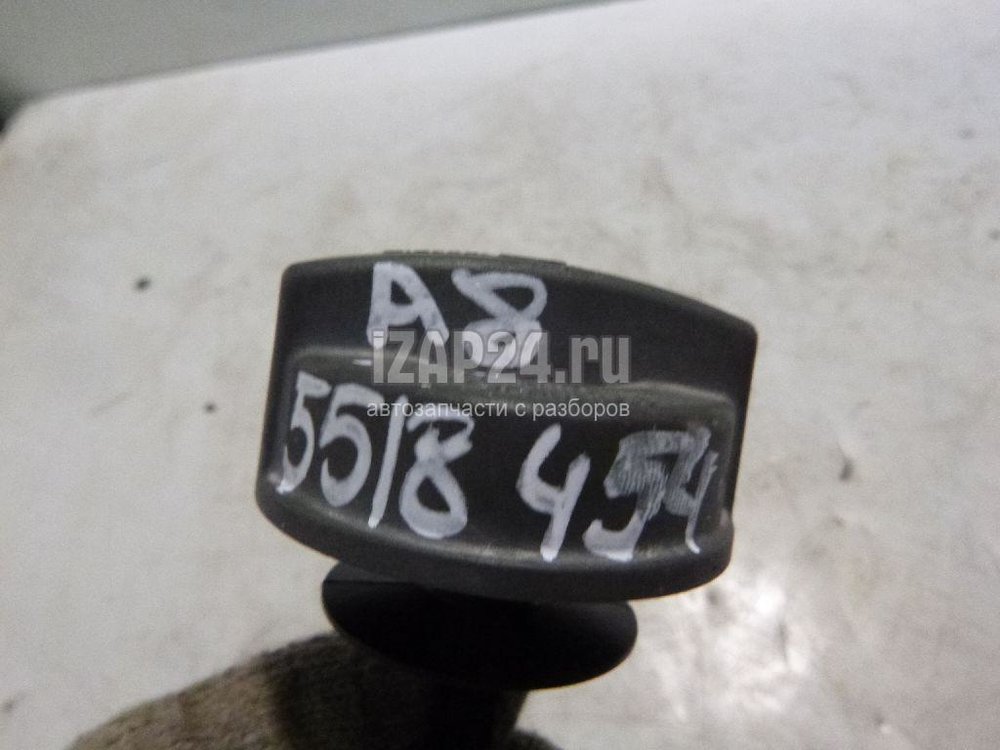 A8
iZAP24.ru
автозапчасти с разборов
55/8 454